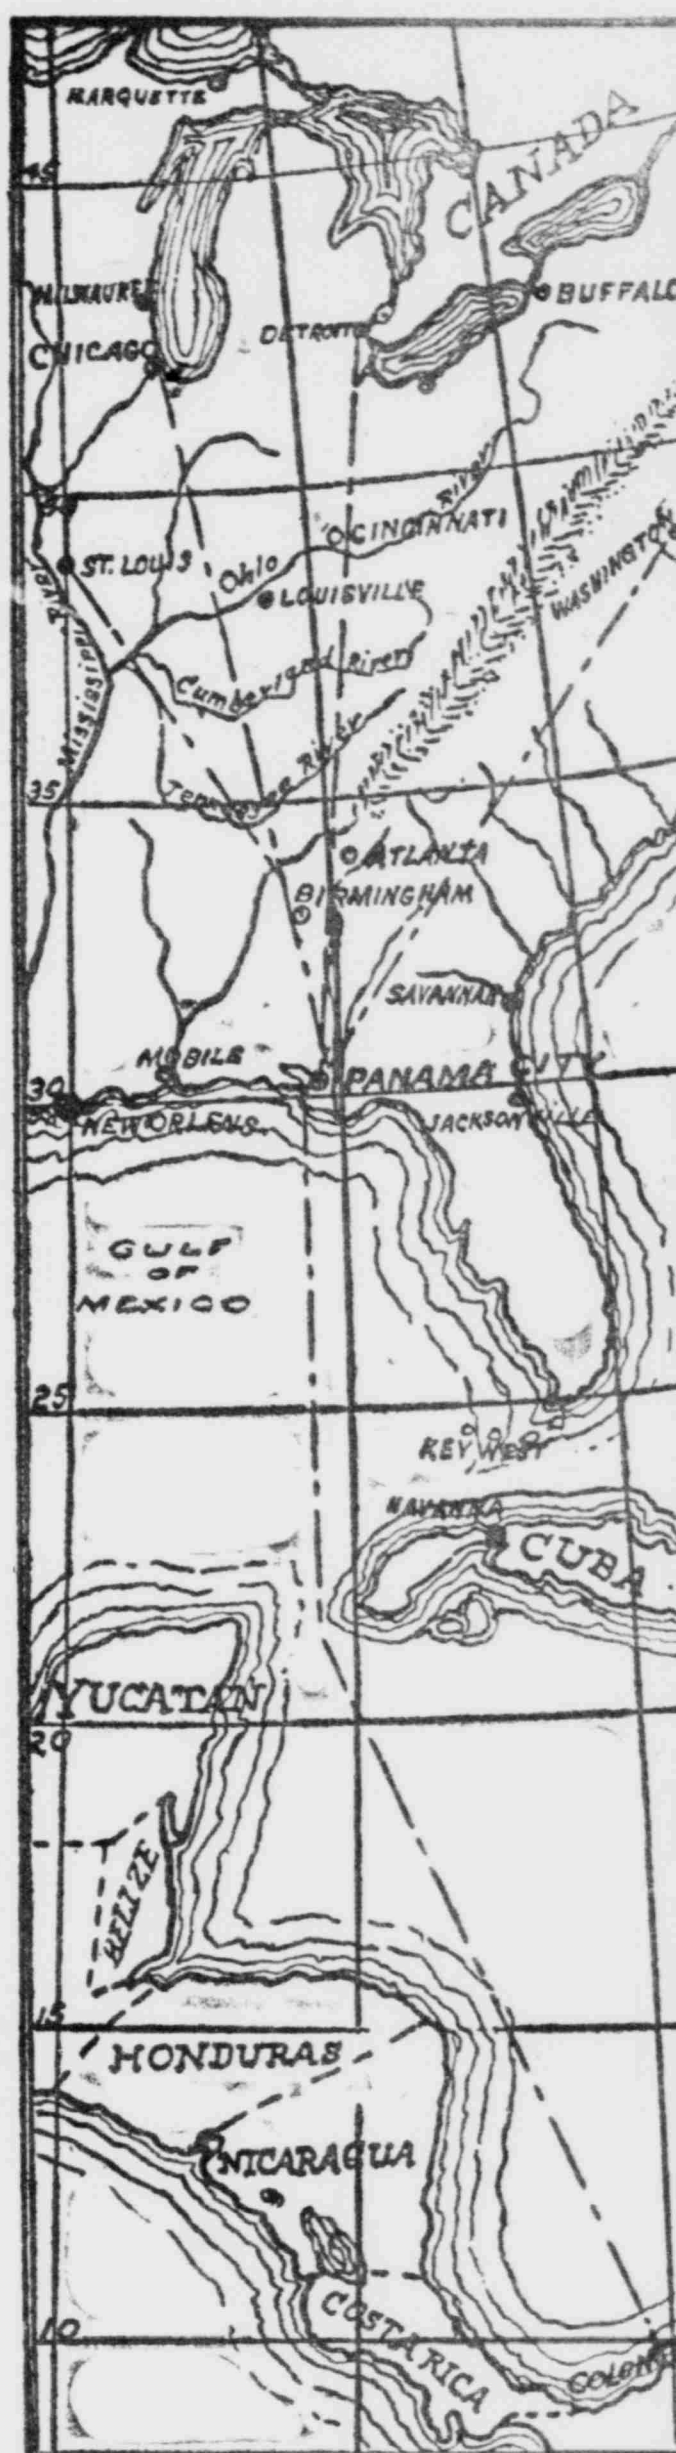 MARQUETTE
CANADA
45
MILWAUREE
BUFFALO
DETROIT
CHICAGO
River
CINCINNATI
ST. LOUIS
Ohio
LOUISVILLE
WASHINGTON
Cumberland River
Mississippi River
Tennessee River
35
ATLANTA
BIRMINGHAM
SAVANNAH
MOBILE
30
PANAMA CITY
NEW ORLENS.
JACKSONVILLE
GULF
OF
MEXICO
25
KEY WEST
HAVANNA
CUBA
YUCATAN
20
BELIZE
15
HONDURAS
NICARAGUA
COSTA RICA
10
COLON